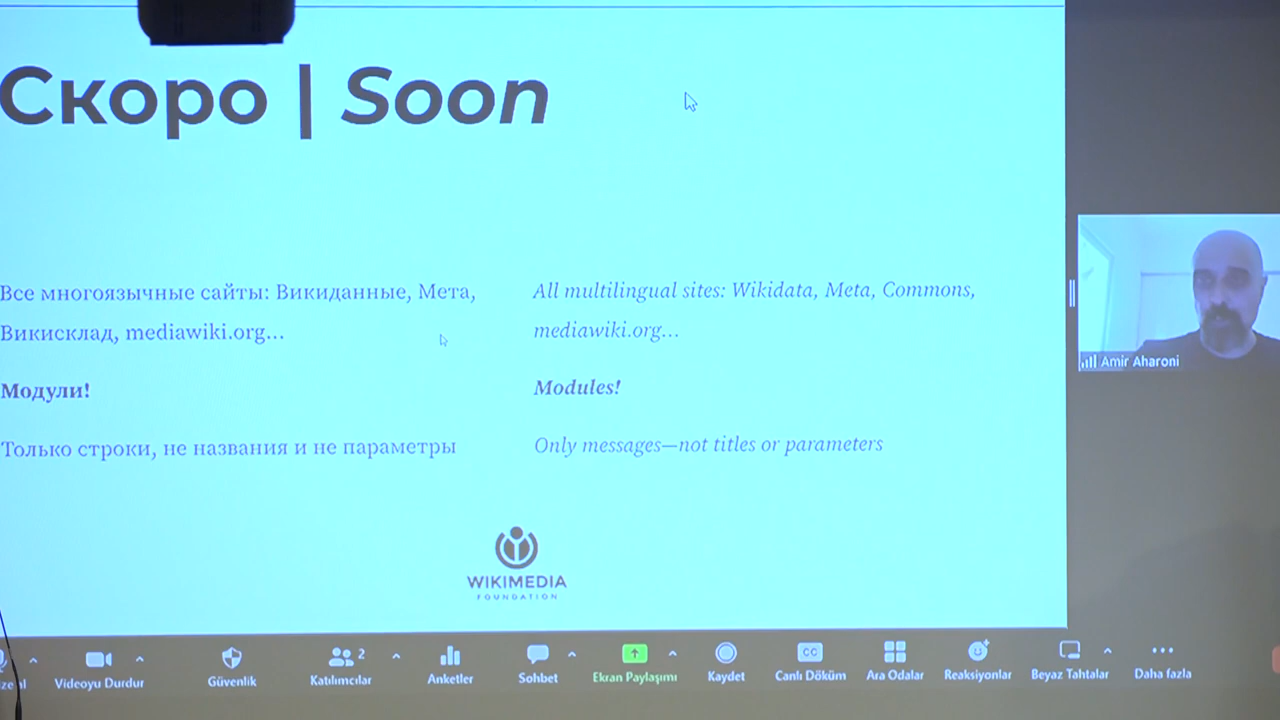 Скоро | Soon
Все многоязычные сайты: Викиданные, Мета,
Викисклад, mediawiki.org...
Модули!
Только строки, не названия и не параметры
All multilingual sites: Wikidata, Meta, Commons,
mediawiki.org...
Modules!
Only messages—not titles or parameters
WIKIMEDIA
FOUNDATION
Amir Aharoni
Videoyu Durdur
Güvenlik
2
Katılımcılar
Anketler
Sohbet
Ekran Paylaşımı
Kaydet
CC
Canlı Döküm
Ara Odalar
Reaksiyonlar
Beyaz Tahtalar
Daha fazla